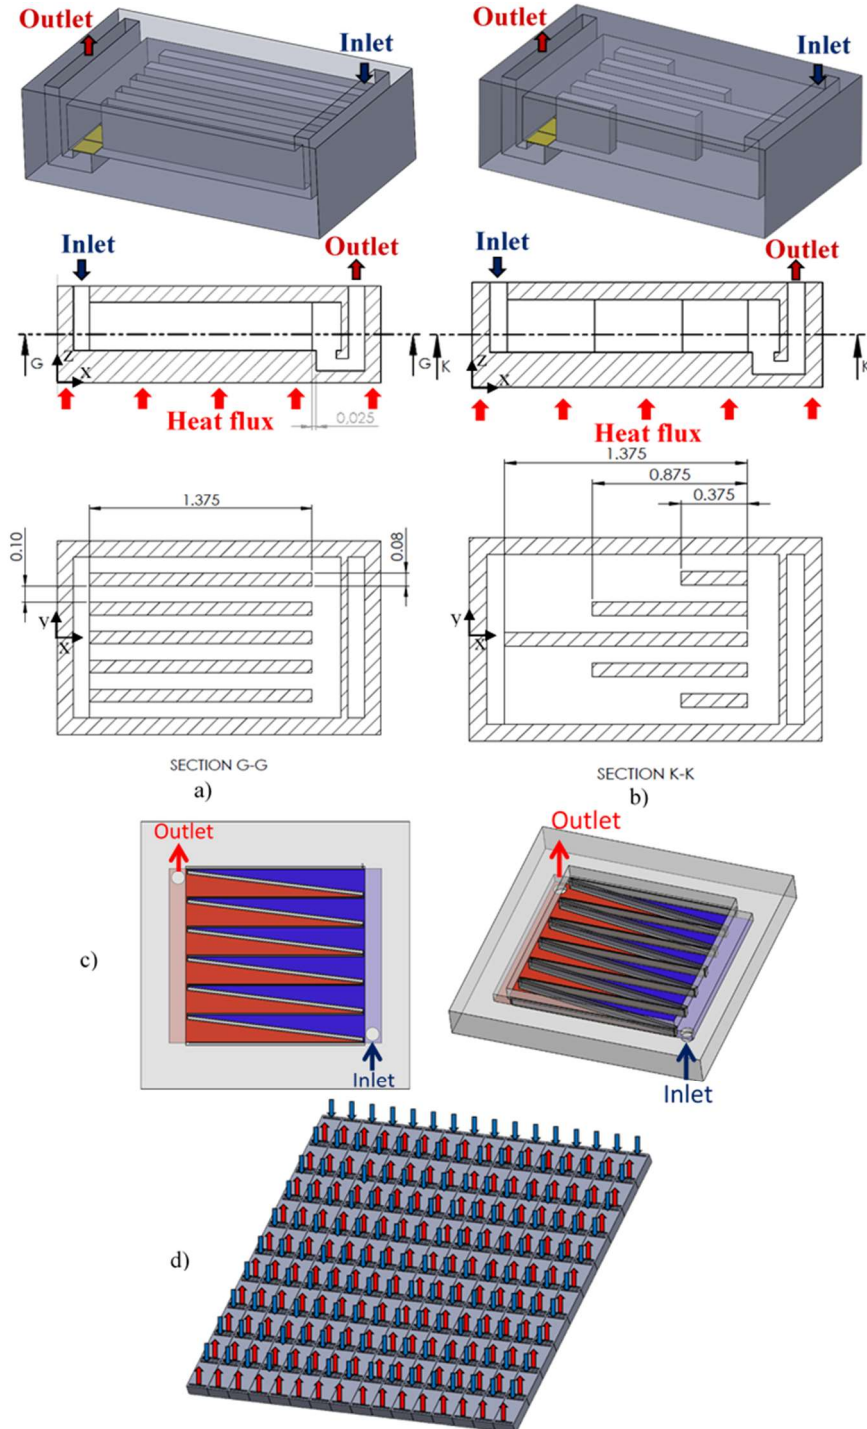 Outlet
Inlet
Outlet
Inlet
Inlet
Outlet
G
Z
X
G
Heat flux
0,025
Inlet
Outlet
K
Z
X
K
Heat flux
1.375
0.10
0.08
y
X
SECTION G-G
a)
1.375
0.875
0.375
y
X
SECTION K-K
b)
Outlet
c)
Inlet
Outlet
Inlet
d)